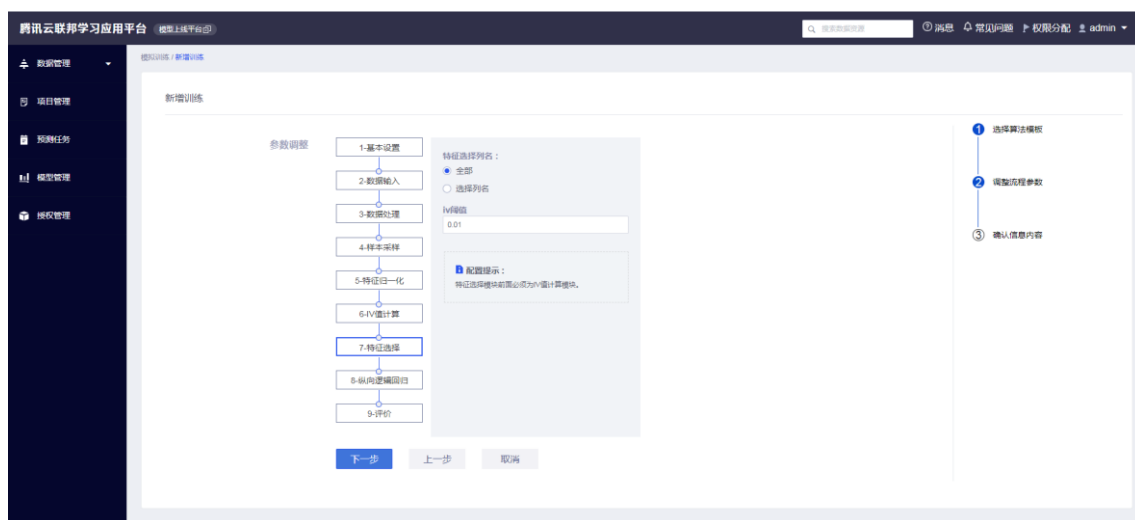 腾讯云联邦学习应用平台 模型上线平台
搜索数据资源
消息 常见问题 权限分配 admin
数据管理
项目管理
预测任务
模型管理
授权管理
模拟训练 / 新增训练
新增训练
参数调整
1-基本设置
2-数据输入
3-数据处理
4-样本采样
5-特征归一化
6-IV值计算
7-特征选择
8-纵向逻辑回归
9-评价
特征选择列名：
全部
选择列名
iv阈值
0.01
配置提示：
特征选择模块前面必须为IV值计算模块。
下一步 上一步 取消
1 选择算法模板
2 调整流程参数
3 确认信息内容